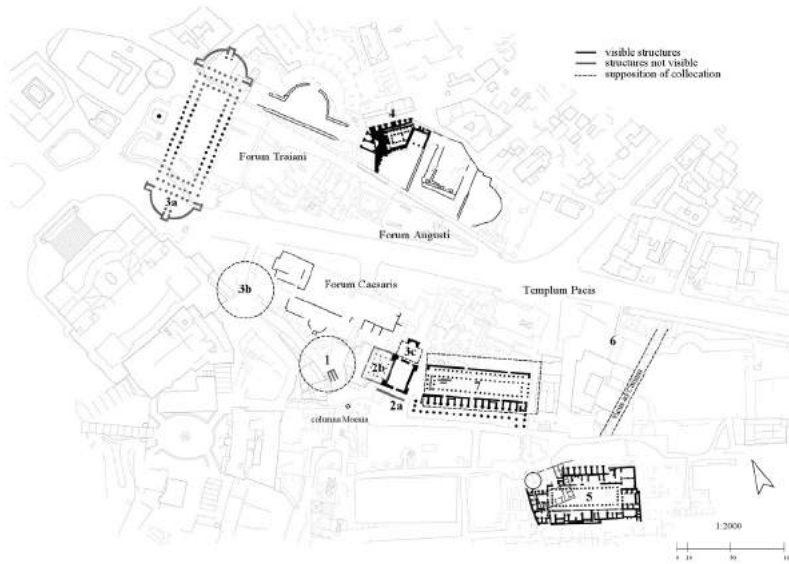 visible structures
structures not visible
supposition of collocation
Forum Traiani
3a
Forum Augusti
3b
Forum Caesaris
Templum Pacis
6
1
2b
3c
7
2a
columna Moenia
5
1:2000